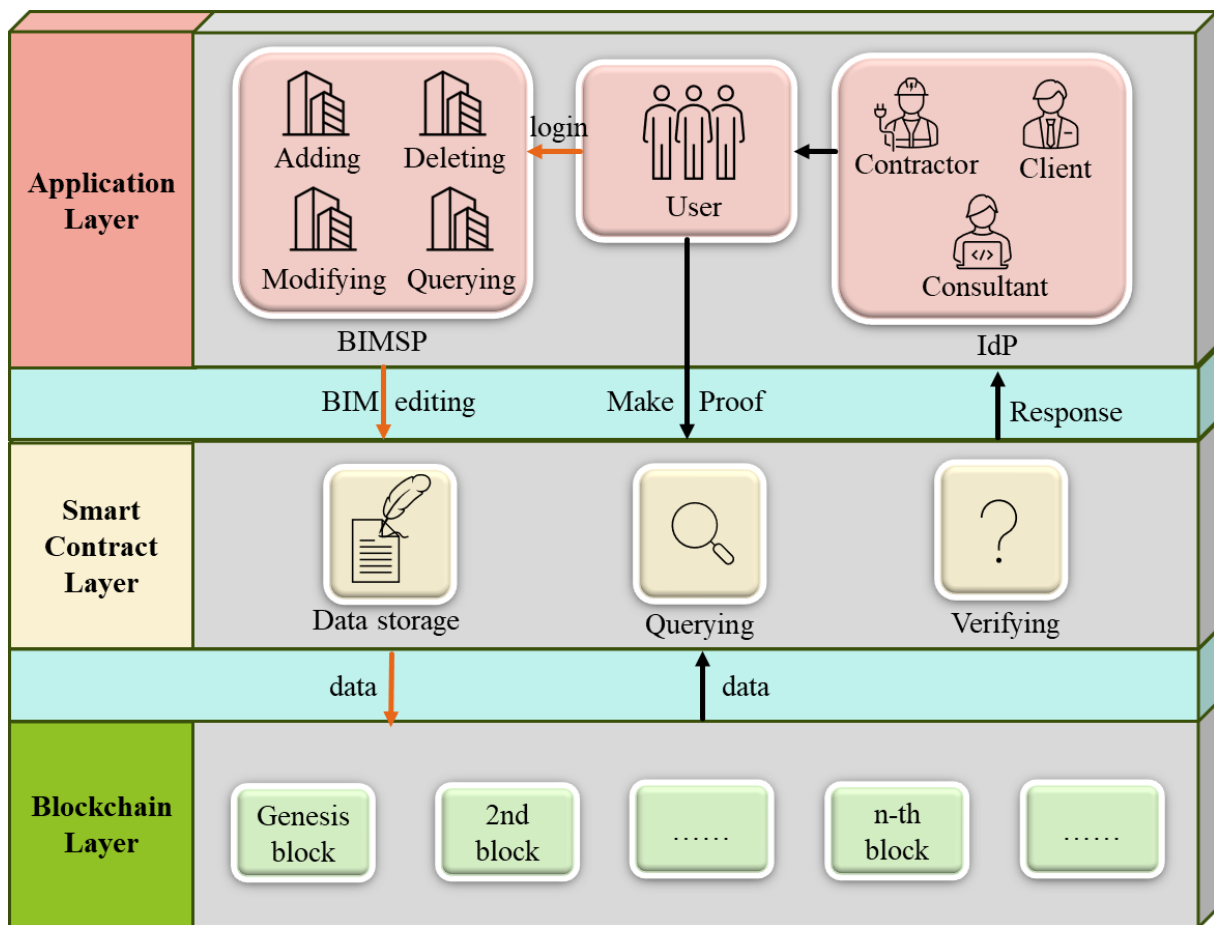 Application
Layer
Adding
Deleting
Modifying
Querying
BIMSP
login
User
Contractor
Client
</>
Consultant
IdP
BIM editing
Make Proof
Response
Smart
Contract
Layer
Data storage
Querying
?
Verifying
data
data
Blockchain
Layer
Genesis
block
2nd
block
......
n-th
block
......